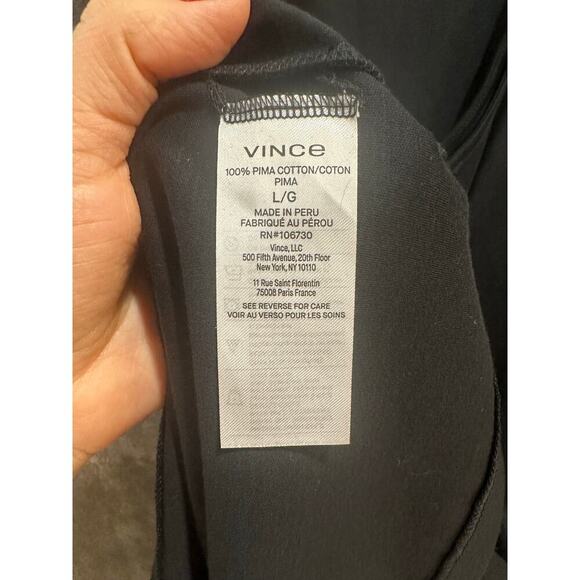 VINCE
100% PIMA COTTON/COTON
PIMA
L/G
MADE IN PERU
FABRIQUÉ AU PÉROU
RN#106730
Vince, LLC
500 Fifth Avenue, 20th Floor
New York, NY 10110
11 Rue Saint Florentin
75008 Paris France
SEE REVERSE FOR CARE
VOIR AU VERSO POUR LES SOINS